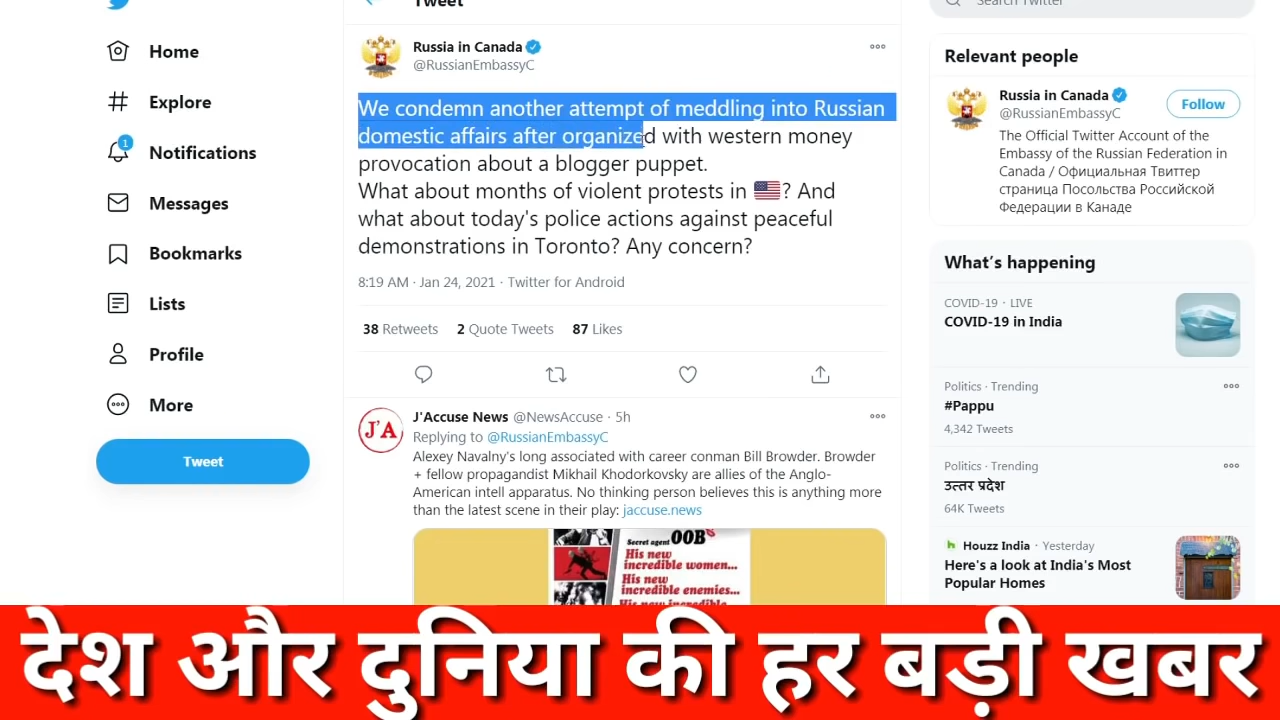 Tweet
Search Twitter
Home
Explore
1
Notifications
Messages
Bookmarks
Lists
Profile
More
Tweet
Russia in Canada
@RussianEmbassyC
We condemn another attempt of meddling into Russian
domestic affairs after organized with western money
provocation about a blogger puppet.
What about months of violent protests in 🇺🇸? And
what about today's police actions against peaceful
demonstrations in Toronto? Any concern?
8:19 AM · Jan 24, 2021 · Twitter for Android
38 Retweets 2 Quote Tweets 87 Likes
J'A
J'Accuse News @NewsAccuse · 5h
Replying to @RussianEmbassyC
Alexey Navalny's long associated with career conman Bill Browder. Browder
+ fellow propagandist Mikhail Khodorkovsky are allies of the Anglo-
American intell apparatus. No thinking person believes this is anything more
than the latest scene in their play: jaccuse.news
Secret agent OOB
His new
incredible women...
His new
incredible enemies...
His new incredible
Relevant people
Russia in Canada
@RussianEmbassyC
Follow
The Official Twitter Account of the
Embassy of the Russian Federation in
Canada / Официальная Твиттер
страница Посольства Российской
Федерации в Канаде
What's happening
COVID-19 · LIVE
COVID-19 in India
Politics · Trending
#Pappu
4,342 Tweets
Politics · Trending
उत्तर प्रदेश
64K Tweets
Houzz India · Yesterday
Here's a look at India's Most
Popular Homes
देश और दुनिया की हर बड़ी खबर